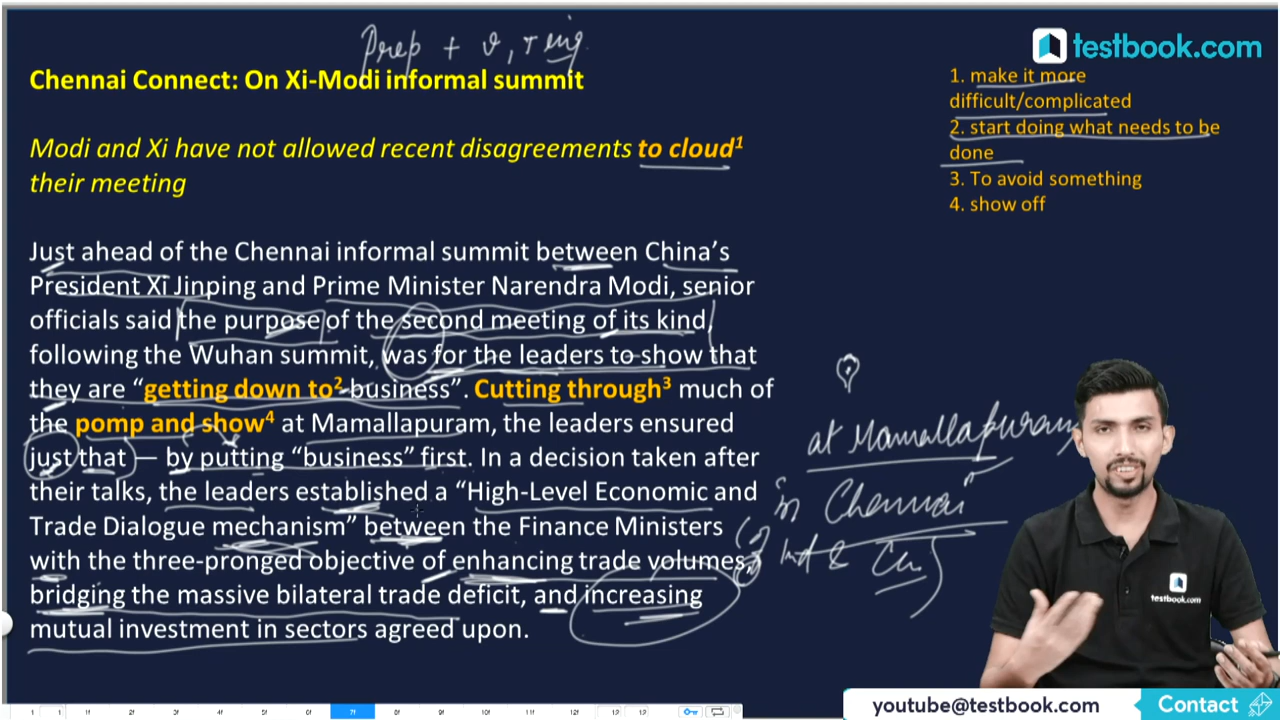 Prep + v, + ing
testbook.com
Chennai Connect: On Xi-Modi informal summit
1. make it more
difficult/complicated
2. start doing what needs to be
done
3. To avoid something
4. show off
Modi and Xi have not allowed recent disagreements to cloud¹
their meeting
Just ahead of the Chennai informal summit between China’s
President Xi Jinping and Prime Minister Narendra Modi, senior
officials said the purpose of the second meeting of its kind,
following the Wuhan summit, was for the leaders to show that
they are “getting down to² business”. Cutting through³ much of
the pomp and show⁴ at Mamallapuram, the leaders ensured
just that — by putting “business” first. In a decision taken after
their talks, the leaders established a “High-Level Economic and
Trade Dialogue mechanism” between the Finance Ministers
with the three-pronged objective of enhancing trade volumes,
bridging the massive bilateral trade deficit, and increasing
mutual investment in sectors agreed upon.
at Mamallapuram
in Chennai
Ind & Ch
testbook.com
youtube@testbook.com
Contact